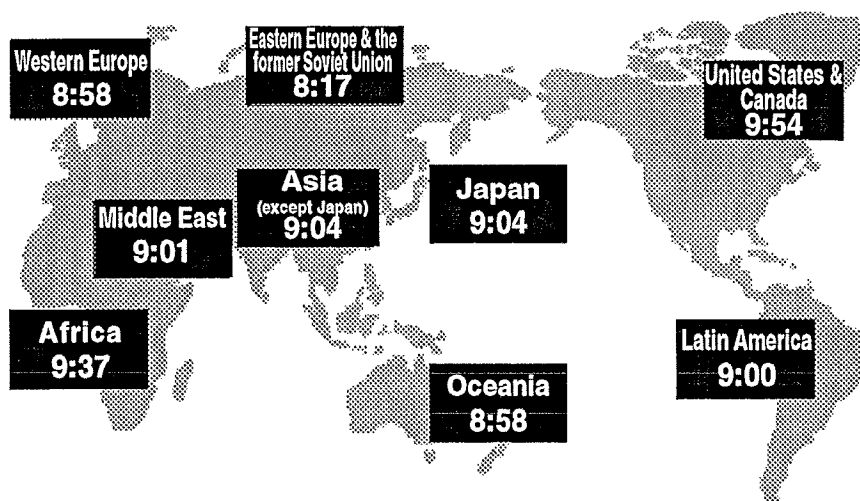 Western Europe
8:58
Eastern Europe & the
former Soviet Union
8:17
United States &
Canada
9:54
Middle East
9:01
Asia
(except Japan)
9:04
Japan
9:04
Africa
9:37
Oceania
8:58
Latin America
9:00